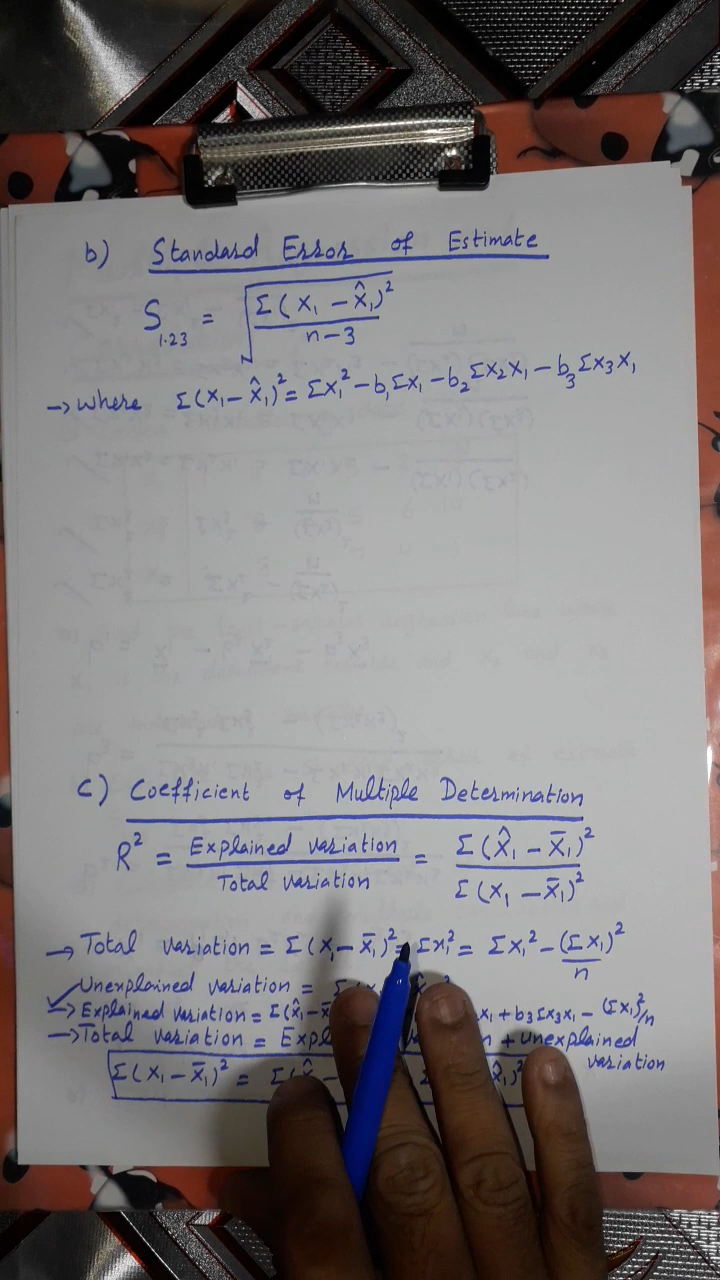 b) Standard Error of Estimate
S₁.₂₃ = √(Σ(X₁ − X̂₁)² / n−3)
→ where Σ(X₁ − X̂₁)² = ΣX₁² − b₁ΣX₁ − b₂ΣX₂X₁ − b₃ΣX₃X₁
c) Coefficient of Multiple Determination
R² = Explained variation / Total variation = Σ(X̂₁ − X̄₁)² / Σ(X₁ − X̄₁)²
→ Total variation = Σ(X₁ − X̄₁)² = Σx₁² = ΣX₁² − (ΣX₁)²/n
Unexplained variation =
→ Explained variation = Σ(X̂₁ − X₁ + b₃ΣX₃X₁ − (ΣX₁)²/n
→ Total variation = + Unexplained
variation
Σ(X₁ − X̄₁)² =